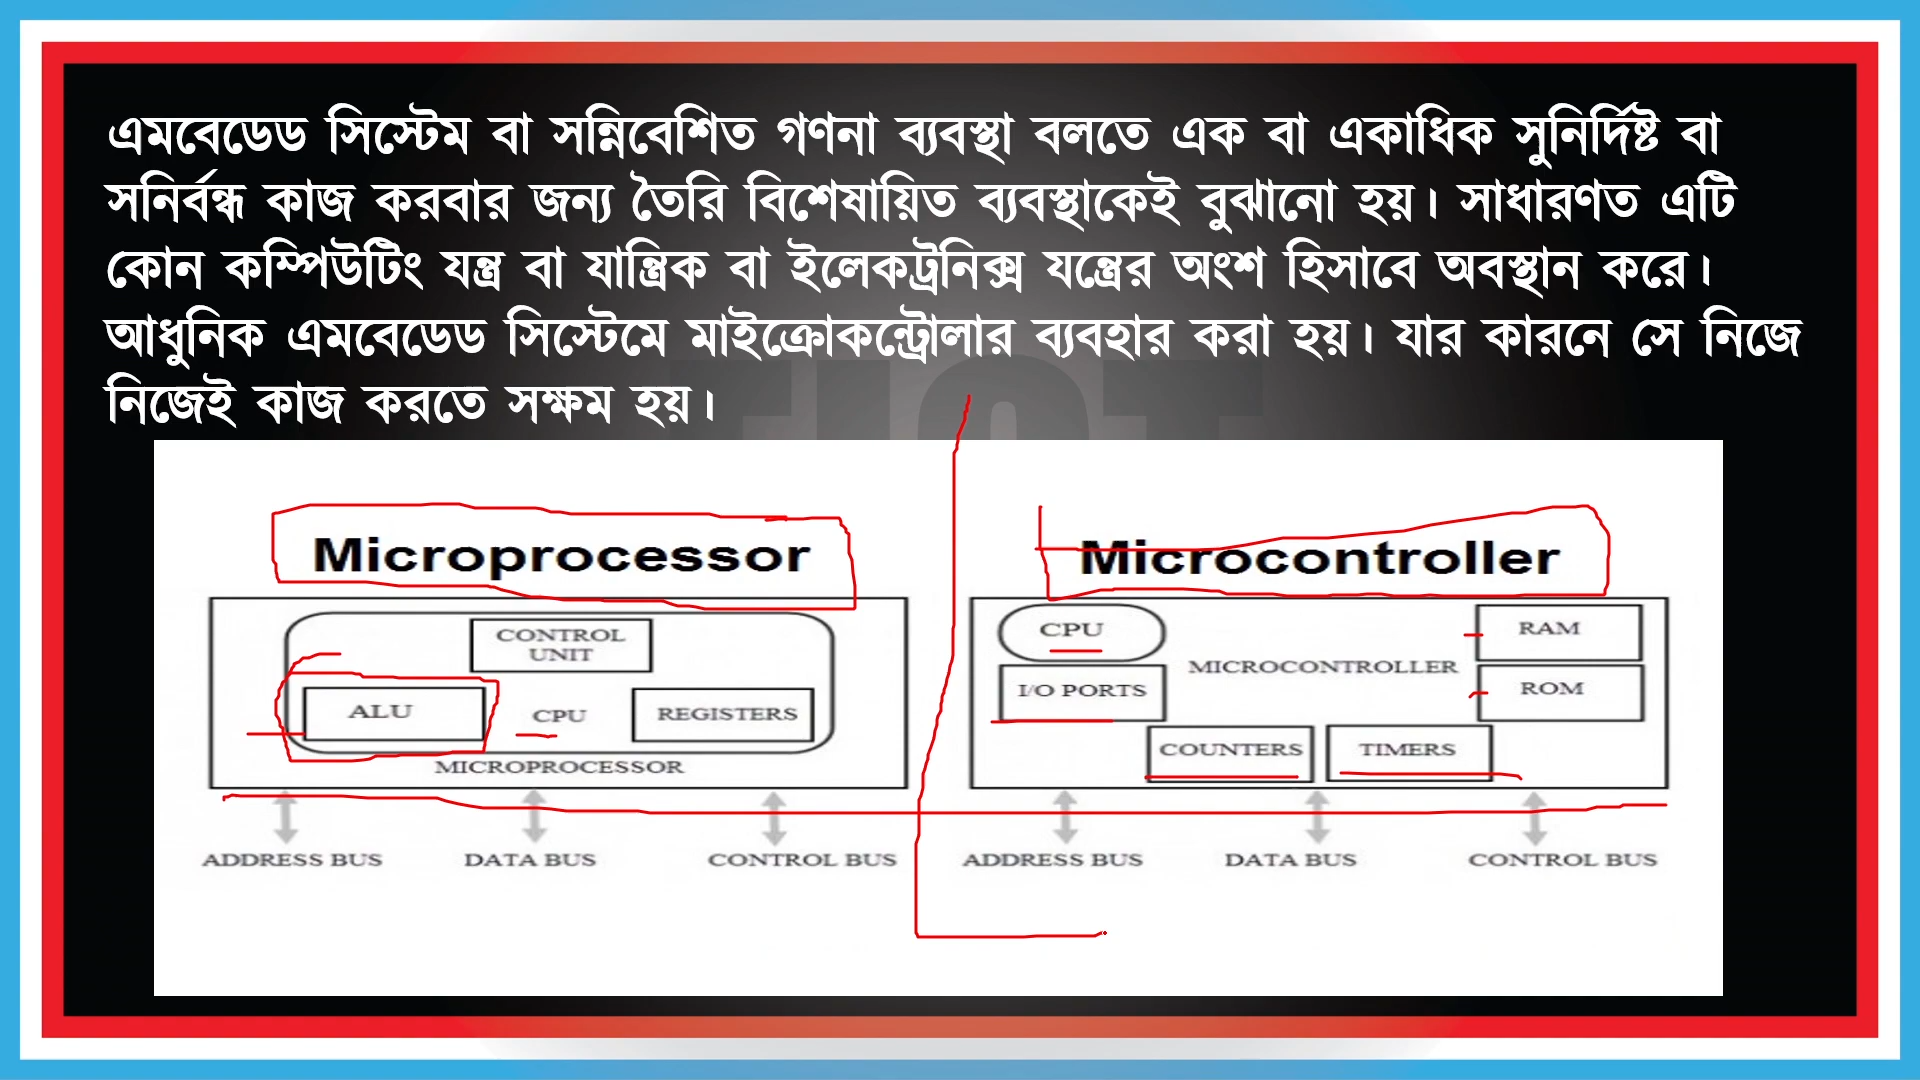 এমবেডেড সিস্টেম বা সন্নিবেশিত গণনা ব্যবস্থা বলতে এক বা একাধিক সুনির্দিষ্ট বা
সনির্বন্ধ কাজ করবার জন্য তৈরি বিশেষায়িত ব্যবস্থাকেই বুঝানো হয়। সাধারণত এটি
কোন কম্পিউটিং যন্ত্র বা যান্ত্রিক বা ইলেকট্রনিক্স যন্ত্রের অংশ হিসাবে অবস্থান করে।
আধুনিক এমবেডেড সিস্টেমে মাইক্রোকন্ট্রোলার ব্যবহার করা হয়। যার কারনে সে নিজে
নিজেই কাজ করতে সক্ষম হয়।
Microprocessor
CONTROL
UNIT
ALU
CPU
REGISTERS
MICROPROCESSOR
ADDRESS BUS
DATA BUS
CONTROL BUS
Microcontroller
CPU
RAM
MICROCONTROLLER
I/O PORTS
ROM
COUNTERS
TIMERS
ADDRESS BUS
DATA BUS
CONTROL BUS